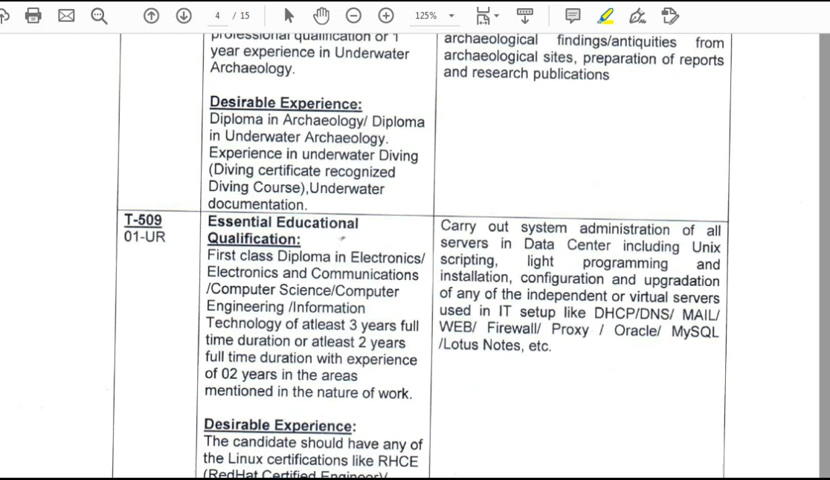 4 / 15
125%
professional qualification or 1
year experience in Underwater
Archaeology.
Desirable Experience:
Diploma in Archaeology/ Diploma
in Underwater Archaeology.
Experience in underwater Diving
(Diving certificate recognized
Diving Course),Underwater
documentation.
archaeological findings/antiquities from
archaeological sites, preparation of reports
and research publications
T-509
01-UR
Essential Educational
Qualification:
First class Diploma in Electronics/
Electronics and Communications
/Computer Science/Computer
Engineering /Information
Technology of atleast 3 years full
time duration or atleast 2 years
full time duration with experience
of 02 years in the areas
mentioned in the nature of work.
Desirable Experience:
The candidate should have any of
the Linux certifications like RHCE
(RedHat Certified Engineer)/
Carry out system administration of all
servers in Data Center including Unix
scripting, light programming and
installation, configuration and upgradation
of any of the independent or virtual servers
used in IT setup like DHCP/DNS/ MAIL/
WEB/ Firewall/ Proxy / Oracle/ MySQL
/Lotus Notes, etc.